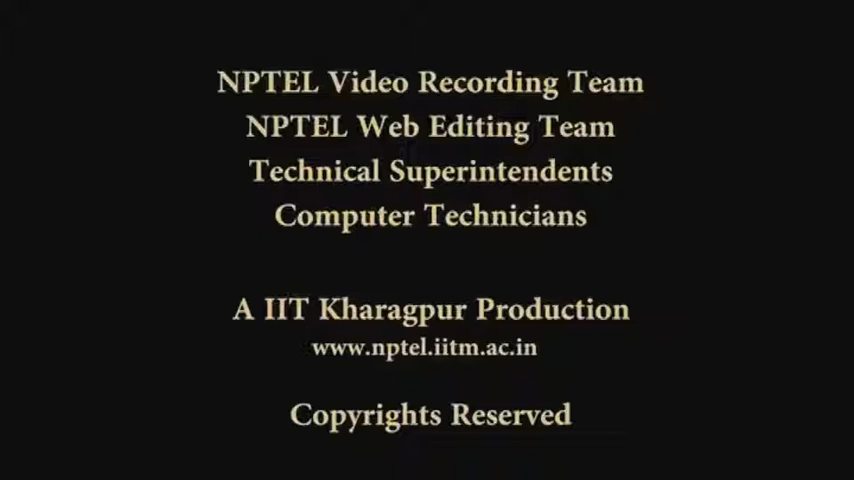 NPTEL Video Recording Team
NPTEL Web Editing Team
Technical Superintendents
Computer Technicians
A IIT Kharagpur Production
www.nptel.iitm.ac.in
Copyrights Reserved